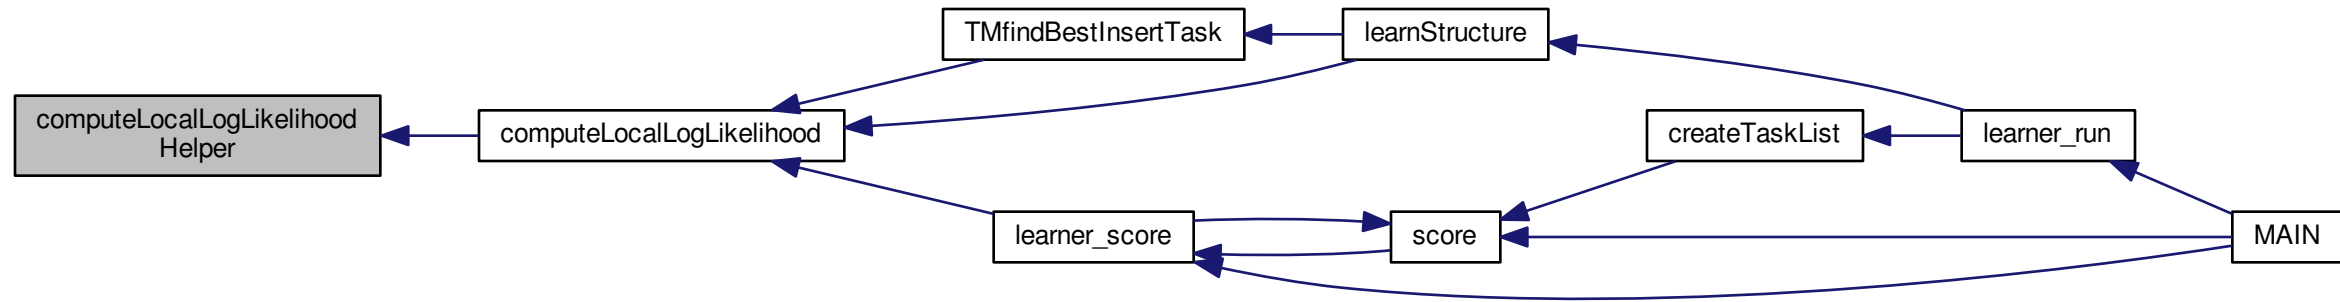 computeLocalLogLikelihood
Helper
computeLocalLogLikelihood
TMfindBestInsertTask
learnStructure
createTaskList
learner_run
learner_score
score
MAIN